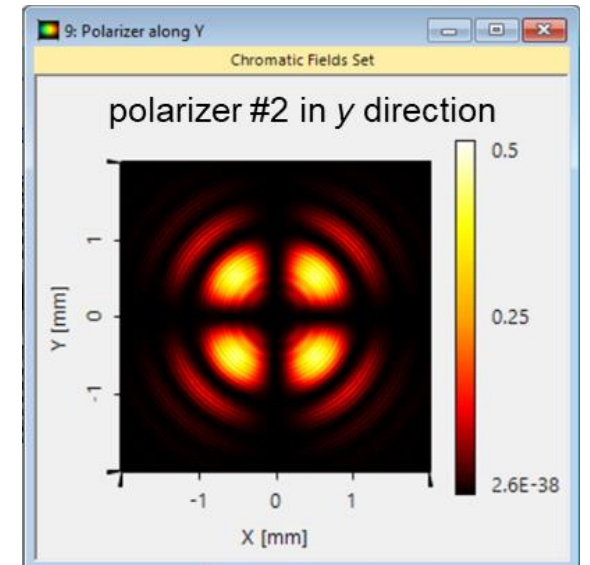 9: Polarizer along Y
Chromatic Fields Set
polarizer #2 in y direction
0.5
0.25
2.6E-38
Y [mm]
1
0
-1
-1 0 1
X [mm]